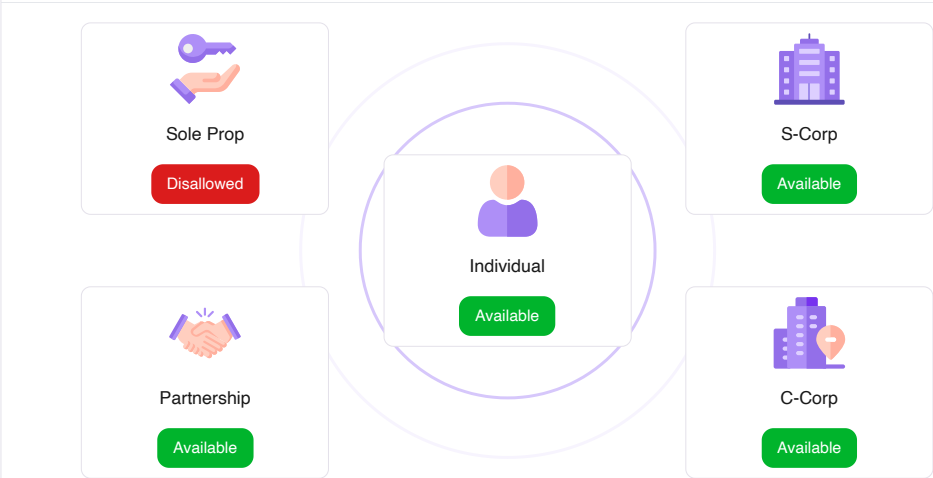 Sole Prop
Disallowed
S-Corp
Available
Individual
Available
Partnership
Available
C-Corp
Available